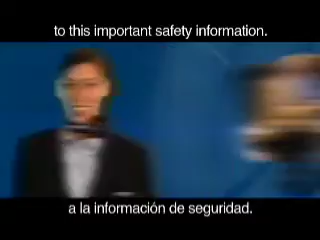 to this important safety information.
a la información de seguridad.